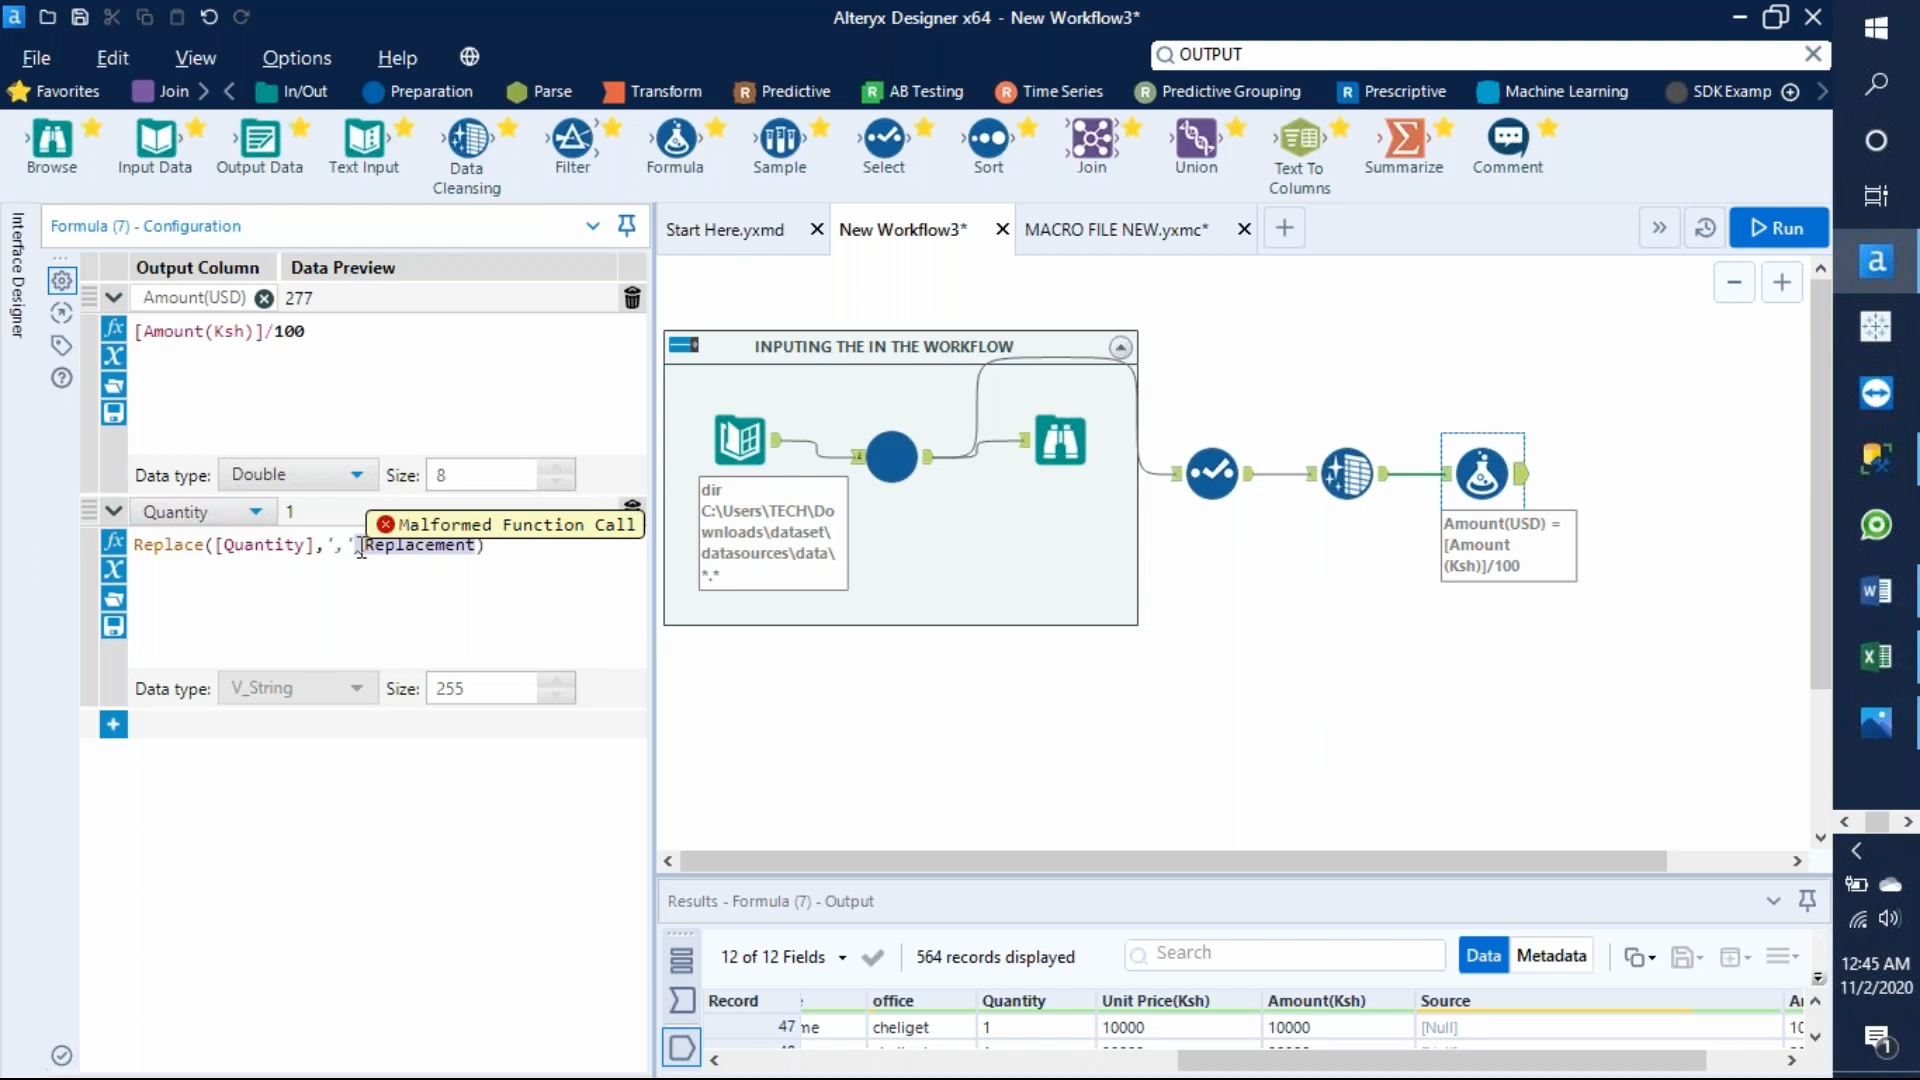 Alteryx Designer x64 - New Workflow3*
File Edit View Options Help
OUTPUT
Favorites Join In/Out Preparation Parse Transform Predictive AB Testing Time Series Predictive Grouping Prescriptive Machine Learning SDK Examp
Browse Input Data Output Data Text Input Data Cleansing Filter Formula Sample Select Sort Join Union Text To Columns Summarize Comment
Interface Designer
Formula (7) - Configuration
Start Here.yxmd New Workflow3* MACRO FILE NEW.yxmc* Run
Output Column Data Preview
Amount(USD) 277
[Amount(Ksh)]/100
Data type: Double Size: 8
Quantity 1
Malformed Function Call
Replace([Quantity],',' Replacement)
Data type: V_String Size: 255
INPUTING THE IN THE WORKFLOW
dir
C:\Users\TECH\Do
wnloads\dataset\
datasources\data\
*.*
Amount(USD) =
[Amount
(Ksh)]/100
Results - Formula (7) - Output
12 of 12 Fields 564 records displayed Search Data Metadata
Record office Quantity Unit Price(Ksh) Amount(Ksh) Source
47 me cheliget 1 10000 10000 [Null] 10
12:45 AM
11/2/2020
1